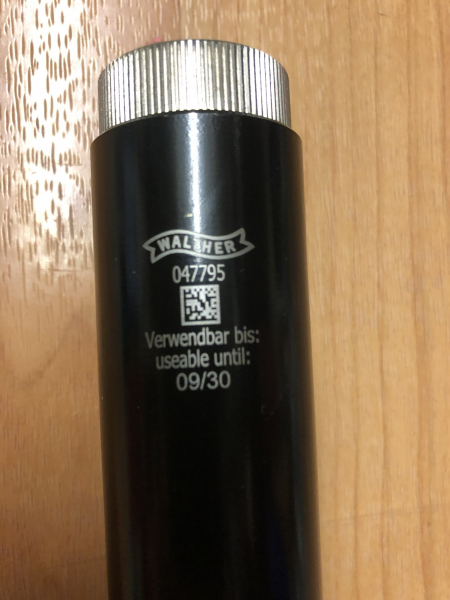 WALTHER
047795
Verwendbar bis:
useable until:
09/30